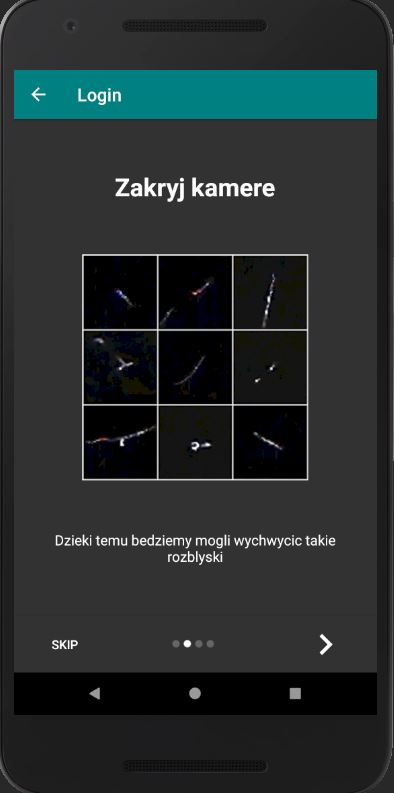 Login
Zakryj kamere
Dzieki temu bedziemy mogli wychwycic takie
rozblyski
SKIP